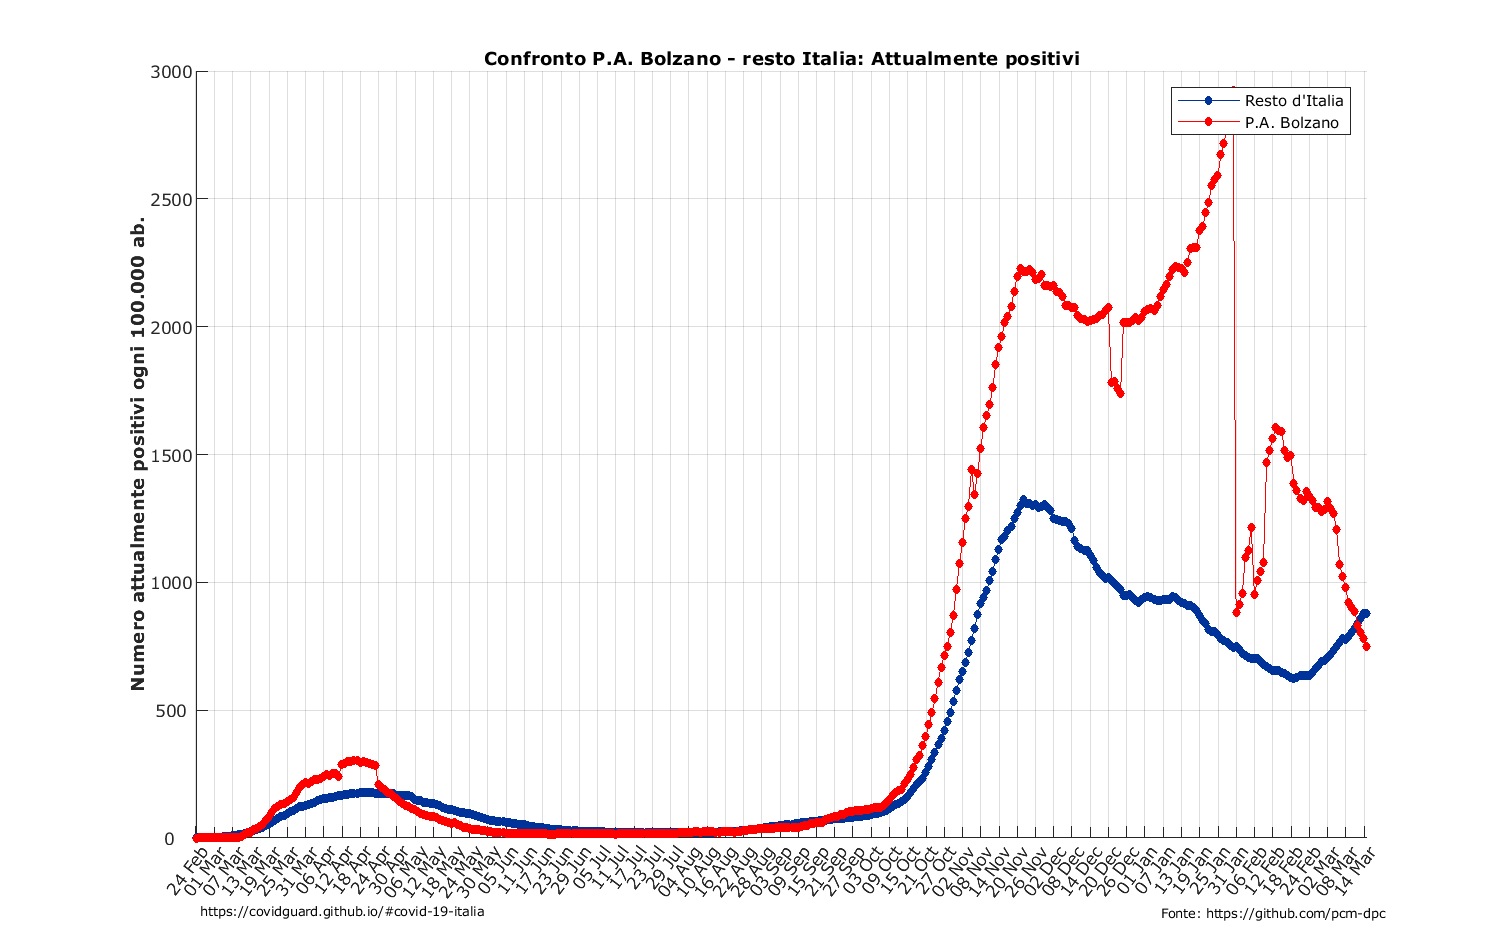 Confronto P.A. Bolzano - resto Italia: Attualmente positivi
Numero attualmente positivi ogni 100.000 ab.
3000
2500
2000
1500
1000
500
0
Resto d'Italia
P.A. Bolzano
24 Feb
01 Mar
07 Mar
13 Mar
19 Mar
25 Mar
31 Mar
06 Apr
12 Apr
18 Apr
24 Apr
30 Apr
06 May
12 May
18 May
24 May
30 May
05 Jun
11 Jun
17 Jun
23 Jun
29 Jun
05 Jul
11 Jul
17 Jul
23 Jul
29 Jul
04 Aug
10 Aug
16 Aug
22 Aug
28 Aug
03 Sep
09 Sep
15 Sep
21 Sep
27 Sep
03 Oct
09 Oct
15 Oct
21 Oct
27 Oct
02 Nov
08 Nov
14 Nov
20 Nov
26 Nov
02 Dec
08 Dec
14 Dec
20 Dec
26 Dec
01 Jan
07 Jan
13 Jan
19 Jan
25 Jan
31 Jan
06 Feb
12 Feb
18 Feb
24 Feb
02 Mar
08 Mar
14 Mar
https://covidguard.github.io/#covid-19-italia
Fonte: https://github.com/pcm-dpc